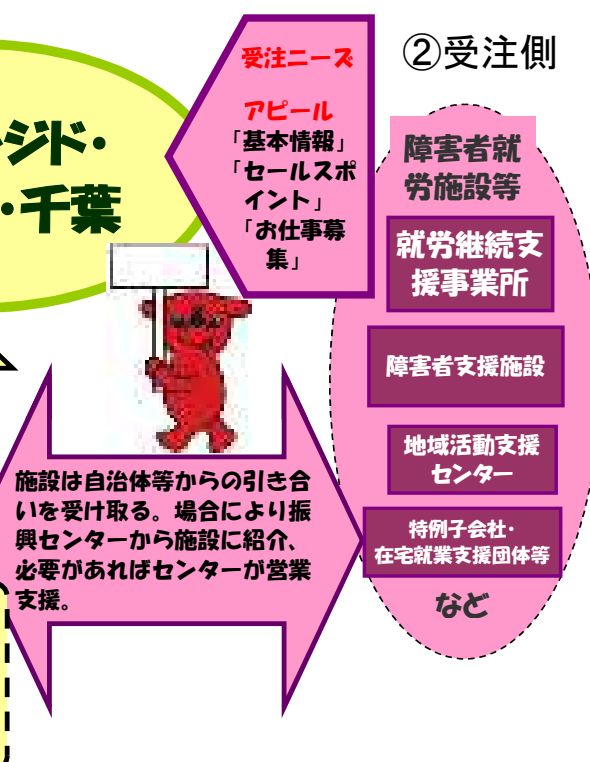 ②受注側
受注ニーズ
アピール
「基本情報」
「セールスポ
イント」
「お仕事募
集」
ジド・
・千葉
障害者就
労施設等
就労継続支
援事業所
障害者支援施設
地域活動支援
センター
特例子会社・
在宅就業支援団体等
など
施設は自治体等からの引き合
いを受け取る。場合により振
興センターから施設に紹介、
必要があればセンターが営業
支援。